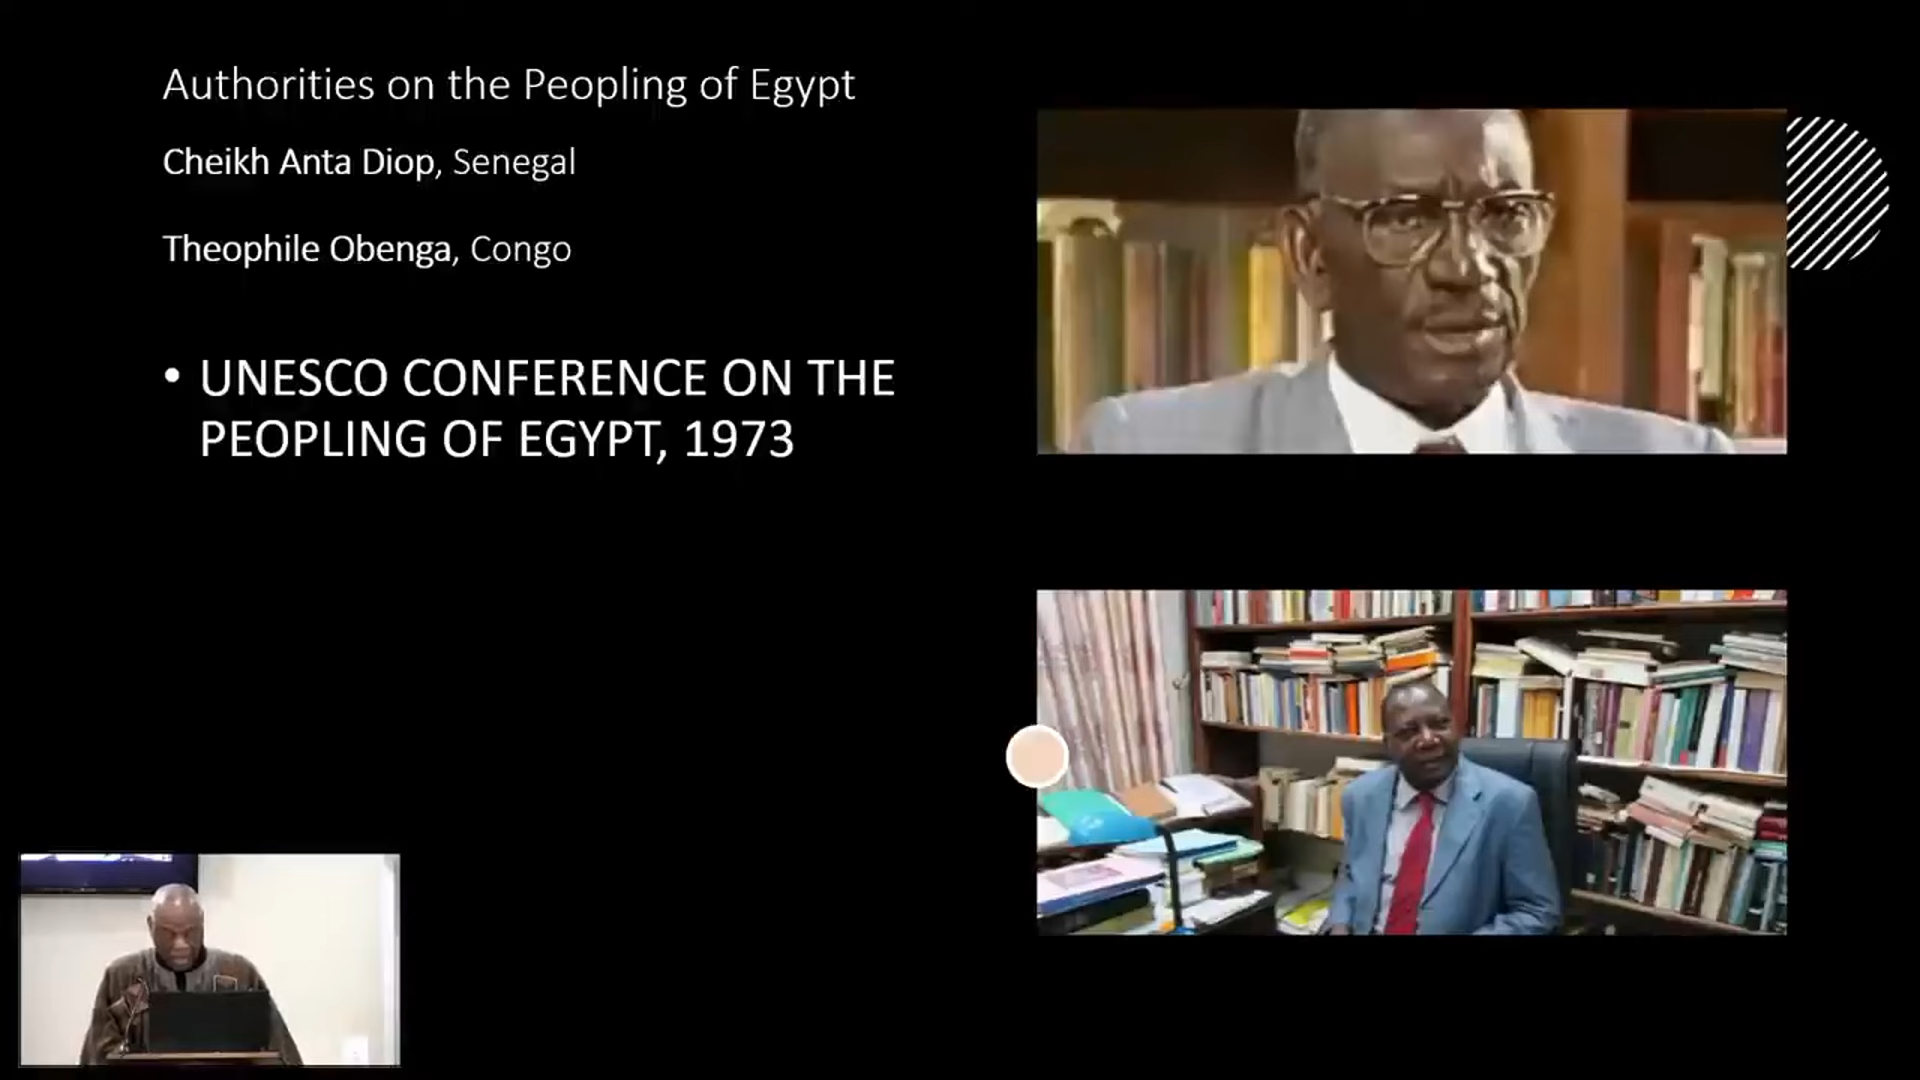 Authorities on the Peopling of Egypt
Cheikh Anta Diop, Senegal
Theophile Obenga, Congo
• UNESCO CONFERENCE ON THE
PEOPLING OF EGYPT, 1973